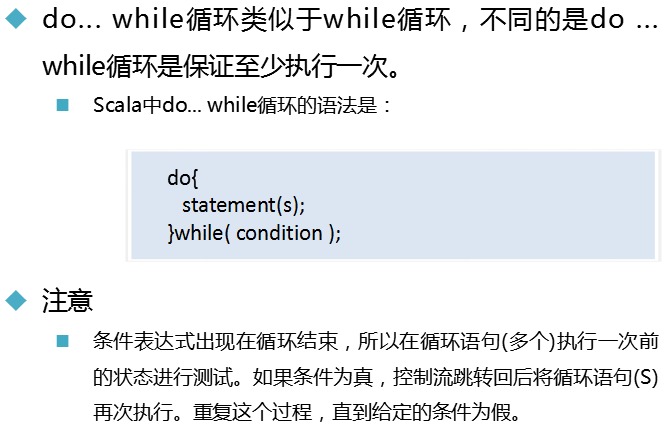 do... while循环类似于while循环，不同的是do ...
while循环是保证至少执行一次。
Scala中do... while循环的语法是：
do{
statement(s);
}while( condition );
注意
条件表达式出现在循环结束，所以在循环语句(多个)执行一次前
的状态进行测试。如果条件为真，控制流跳转回后将循环语句(S)
再次执行。重复这个过程，直到给定的条件为假。